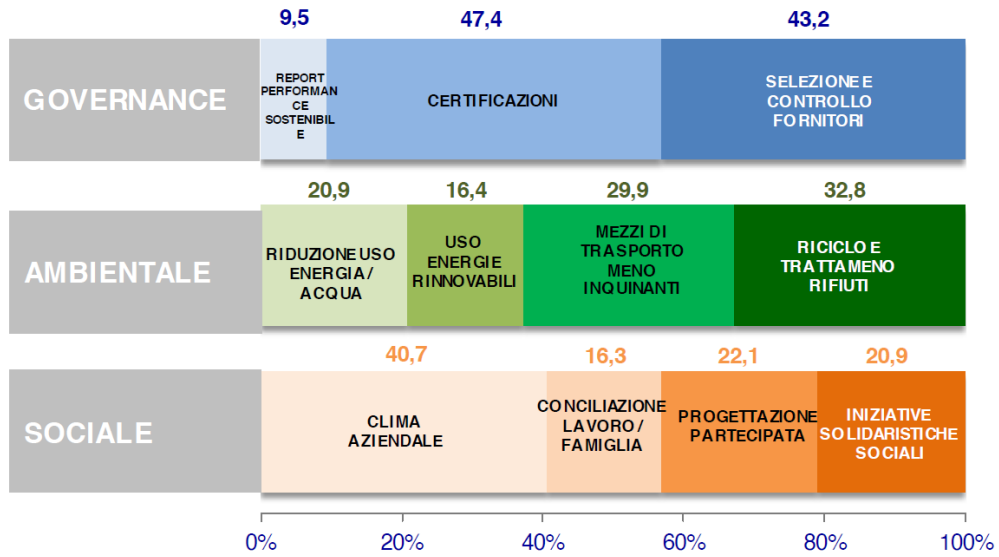 9,5 47,4 43,2
GOVERNANCE
REPORT
PERFORMAN
CE
SOSTENIBIL
E
CERTIFICAZIONI
SELEZIONE E
CONTROLLO
FORNITORI
20,9 16,4 29,9 32,8
AMBIENTALE
RIDUZIONE USO
ENERGIA /
ACQUA
USO
ENERGIE
RINNOVABILI
MEZZI DI
TRASPORTO
MENO
INQUINANTI
RICICLO E
TRATTAMENO
RIFIUTI
40,7 16,3 22,1 20,9
SOCIALE
CLIMA
AZIENDALE
CONCILIAZIONE
LAVORO /
FAMIGLIA
PROGETTAZIONE
PARTECIPATA
INIZIATIVE
SOLIDARISTICHE
SOCIALI
0% 20% 40% 60% 80% 100%